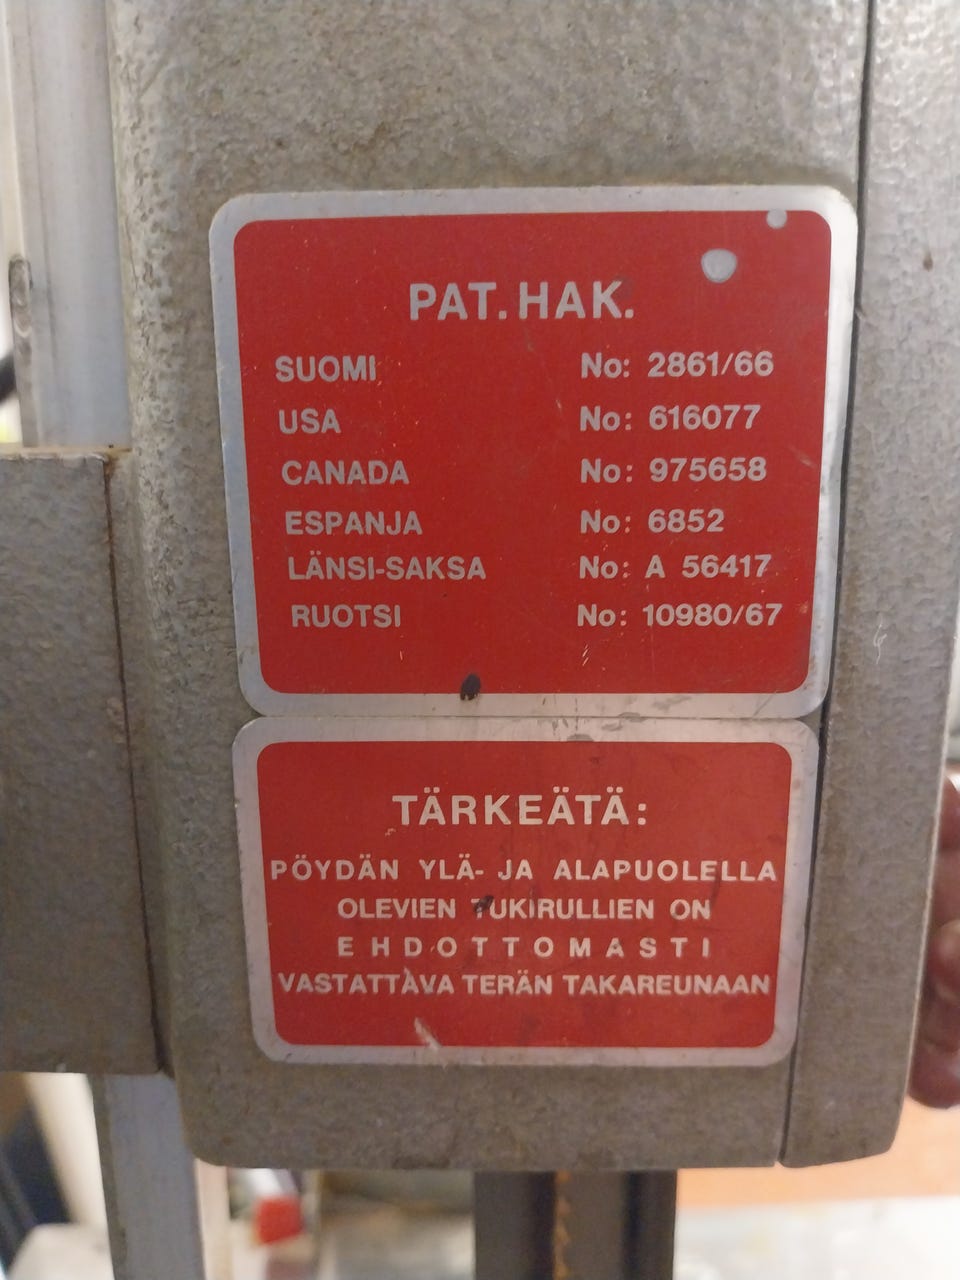 PAT. HAK.
SUOMI No: 2861/66
USA No: 616077
CANADA No: 975658
ESPANJA No: 6852
LÄNSI-SAKSA No: A 56417
RUOTSI No: 10980/67
TÄRKEÄTÄ:
PÖYDÄN YLÄ- JA ALAPUOLELLA
OLEVIEN TUKIRULLIEN ON
EHDOTTOMASTI
VASTATTAVA TERÄN TAKAREUNAAN